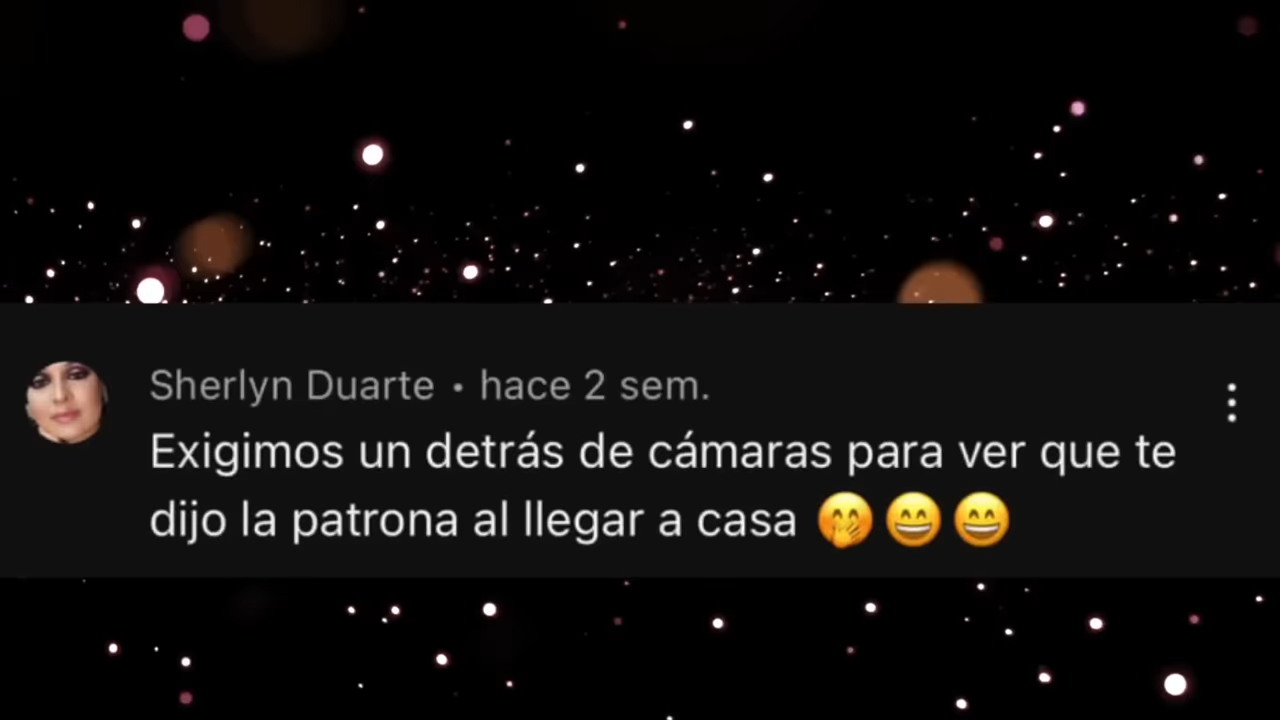 Sherlyn Duarte • hace 2 sem.
Exigimos un detrás de cámaras para ver que te
dijo la patrona al llegar a casa 🤭😄😄